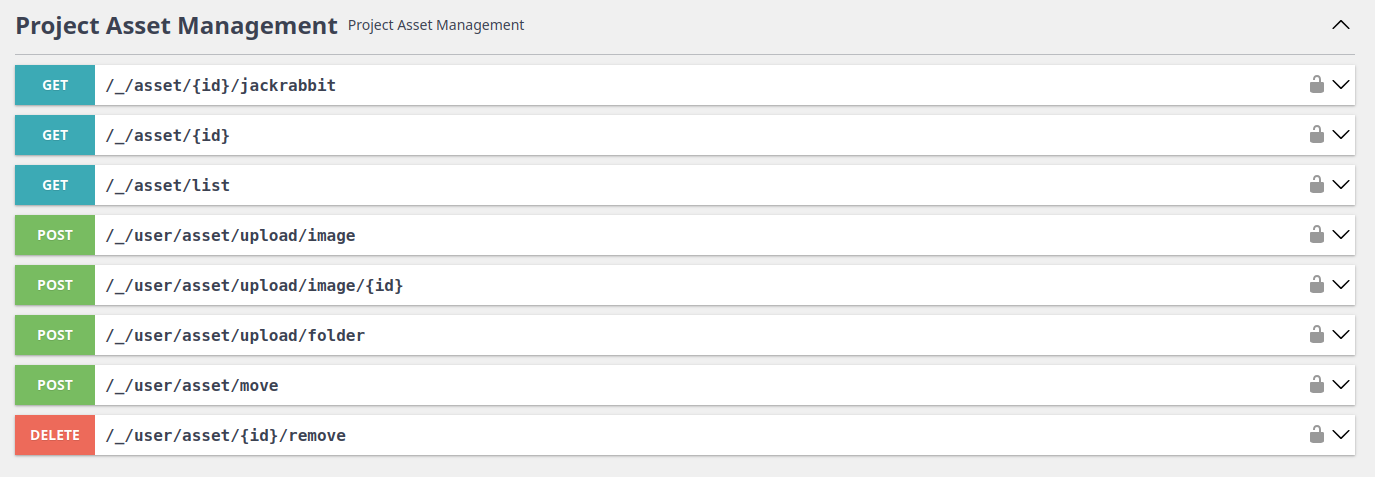 Project Asset Management Project Asset Management
GET /_/asset/{id}/jackrabbit
GET /_/asset/{id}
GET /_/asset/list
POST /_/user/asset/upload/image
POST /_/user/asset/upload/image/{id}
POST /_/user/asset/upload/folder
POST /_/user/asset/move
DELETE /_/user/asset/{id}/remove